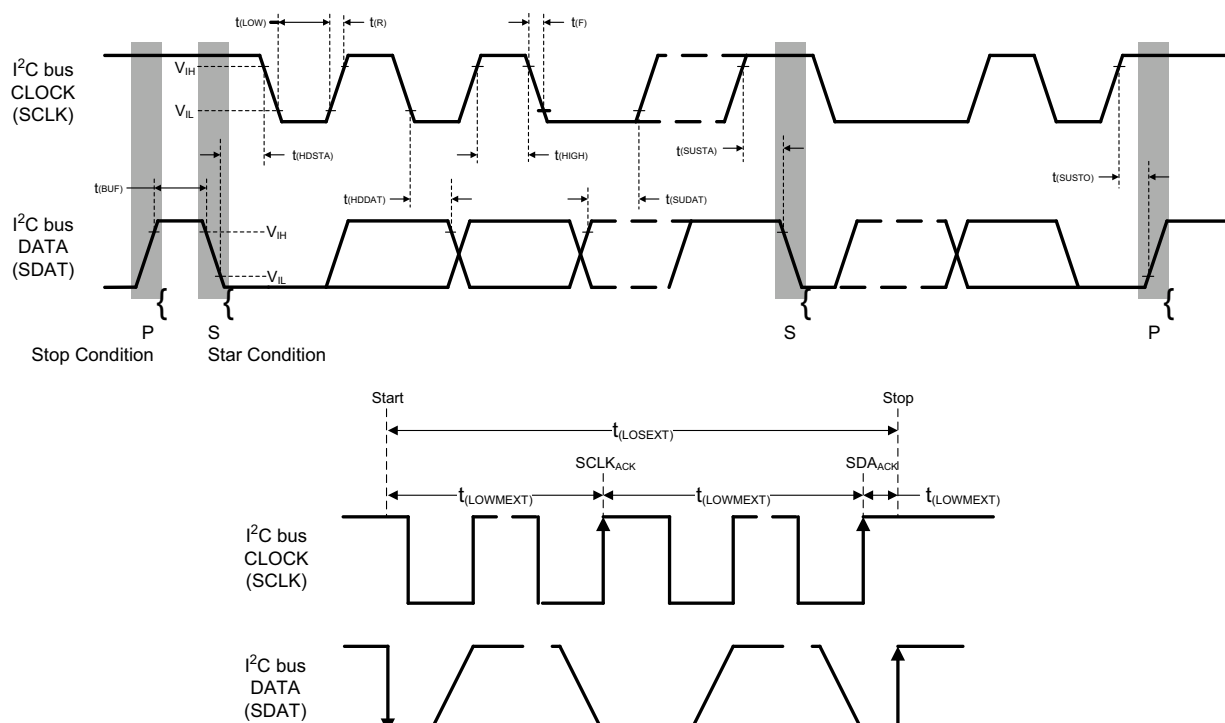 t(LOW)
t(R)
t(F)
I²C bus
CLOCK
(SCLK)
VIH
VIL
t(HDSTA)
t(HIGH)
t(SUSTA)
t(SUSTO)
t(BUF)
t(HDDAT)
t(SUDAT)
I²C bus
DATA
(SDAT)
VIH
VIL
{
{
{
{
P
S
S
P
Stop Condition
Star Condition
Start
Stop
t(LOSEXT)
SCLKACK
SDAACK
t(LOWMEXT)
t(LOWMEXT)
t(LOWMEXT)
I²C bus
CLOCK
(SCLK)
I²C bus
DATA
(SDAT)